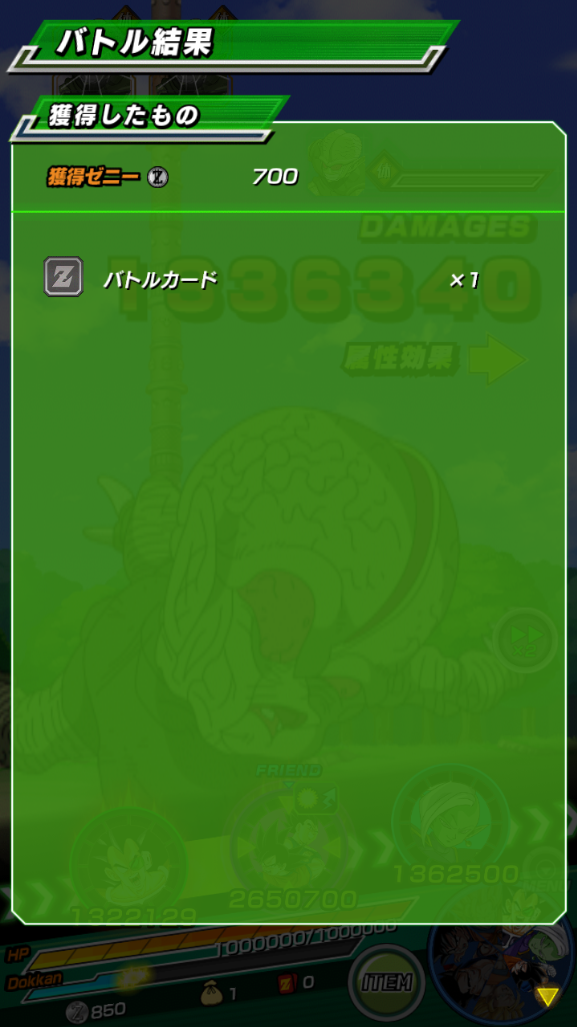 バトル結果
獲得したもの
獲得ゼニー Z 700
DAMAGES
1836340
Z バトルカード ×1
属性効果
×2
FRIEND
1362500
2650700
1322129
HP 1000000/1000000
Dokkan
Z 850 1 Z 0 ITEM